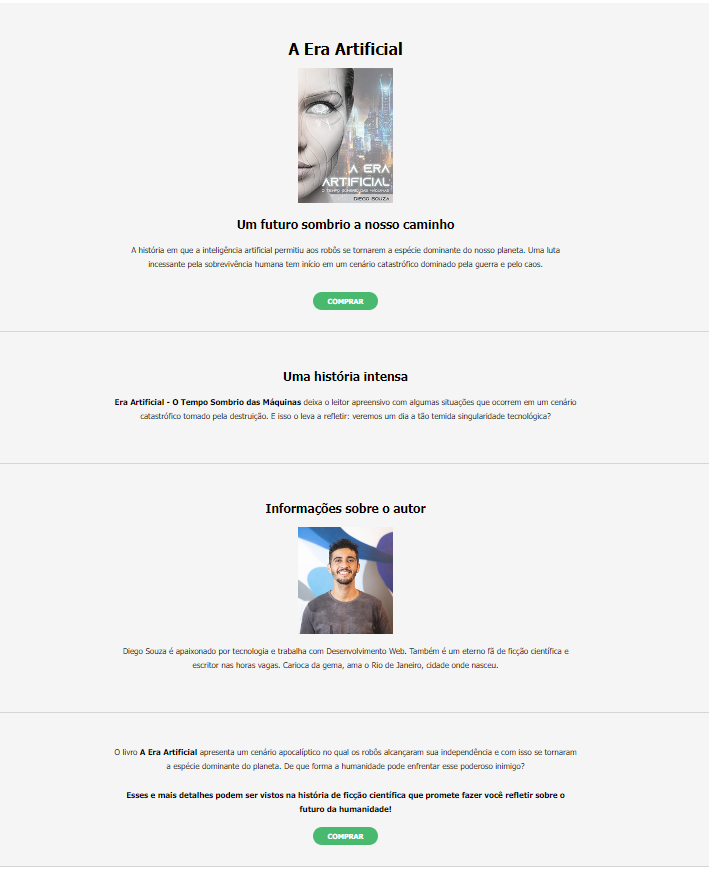 A Era Artificial
A ERA
ARTIFICIAL
O TEMPO SOMBRIO DAS MÁQUINAS
DIEGO SOUZA
Um futuro sombrio a nosso caminho
A história em que a inteligência artificial permitiu aos robôs se tornarem a espécie dominante do nosso planeta. Uma luta
incessante pela sobrevivência humana tem início em um cenário catastrófico dominado pela guerra e pelo caos.
COMPRAR
Uma história intensa
Era Artificial - O Tempo Sombrio das Máquinas deixa o leitor apreensivo com algumas situações que ocorrem em um cenário
catastrófico tomado pela destruição. E isso o leva a refletir: veremos um dia a tão temida singularidade tecnológica?
Informações sobre o autor
Diego Souza é apaixonado por tecnologia e trabalha com Desenvolvimento Web. Também é um eterno fã de ficção científica e
escritor nas horas vagas. Carioca da gema, ama o Rio de Janeiro, cidade onde nasceu.
O livro A Era Artificial apresenta um cenário apocalíptico no qual os robôs alcançaram sua independência e com isso se tornaram
a espécie dominante do planeta. De que forma a humanidade pode enfrentar esse poderoso inimigo?
Esses e mais detalhes podem ser vistos na história de ficção científica que promete fazer você refletir sobre o
futuro da humanidade!
COMPRAR